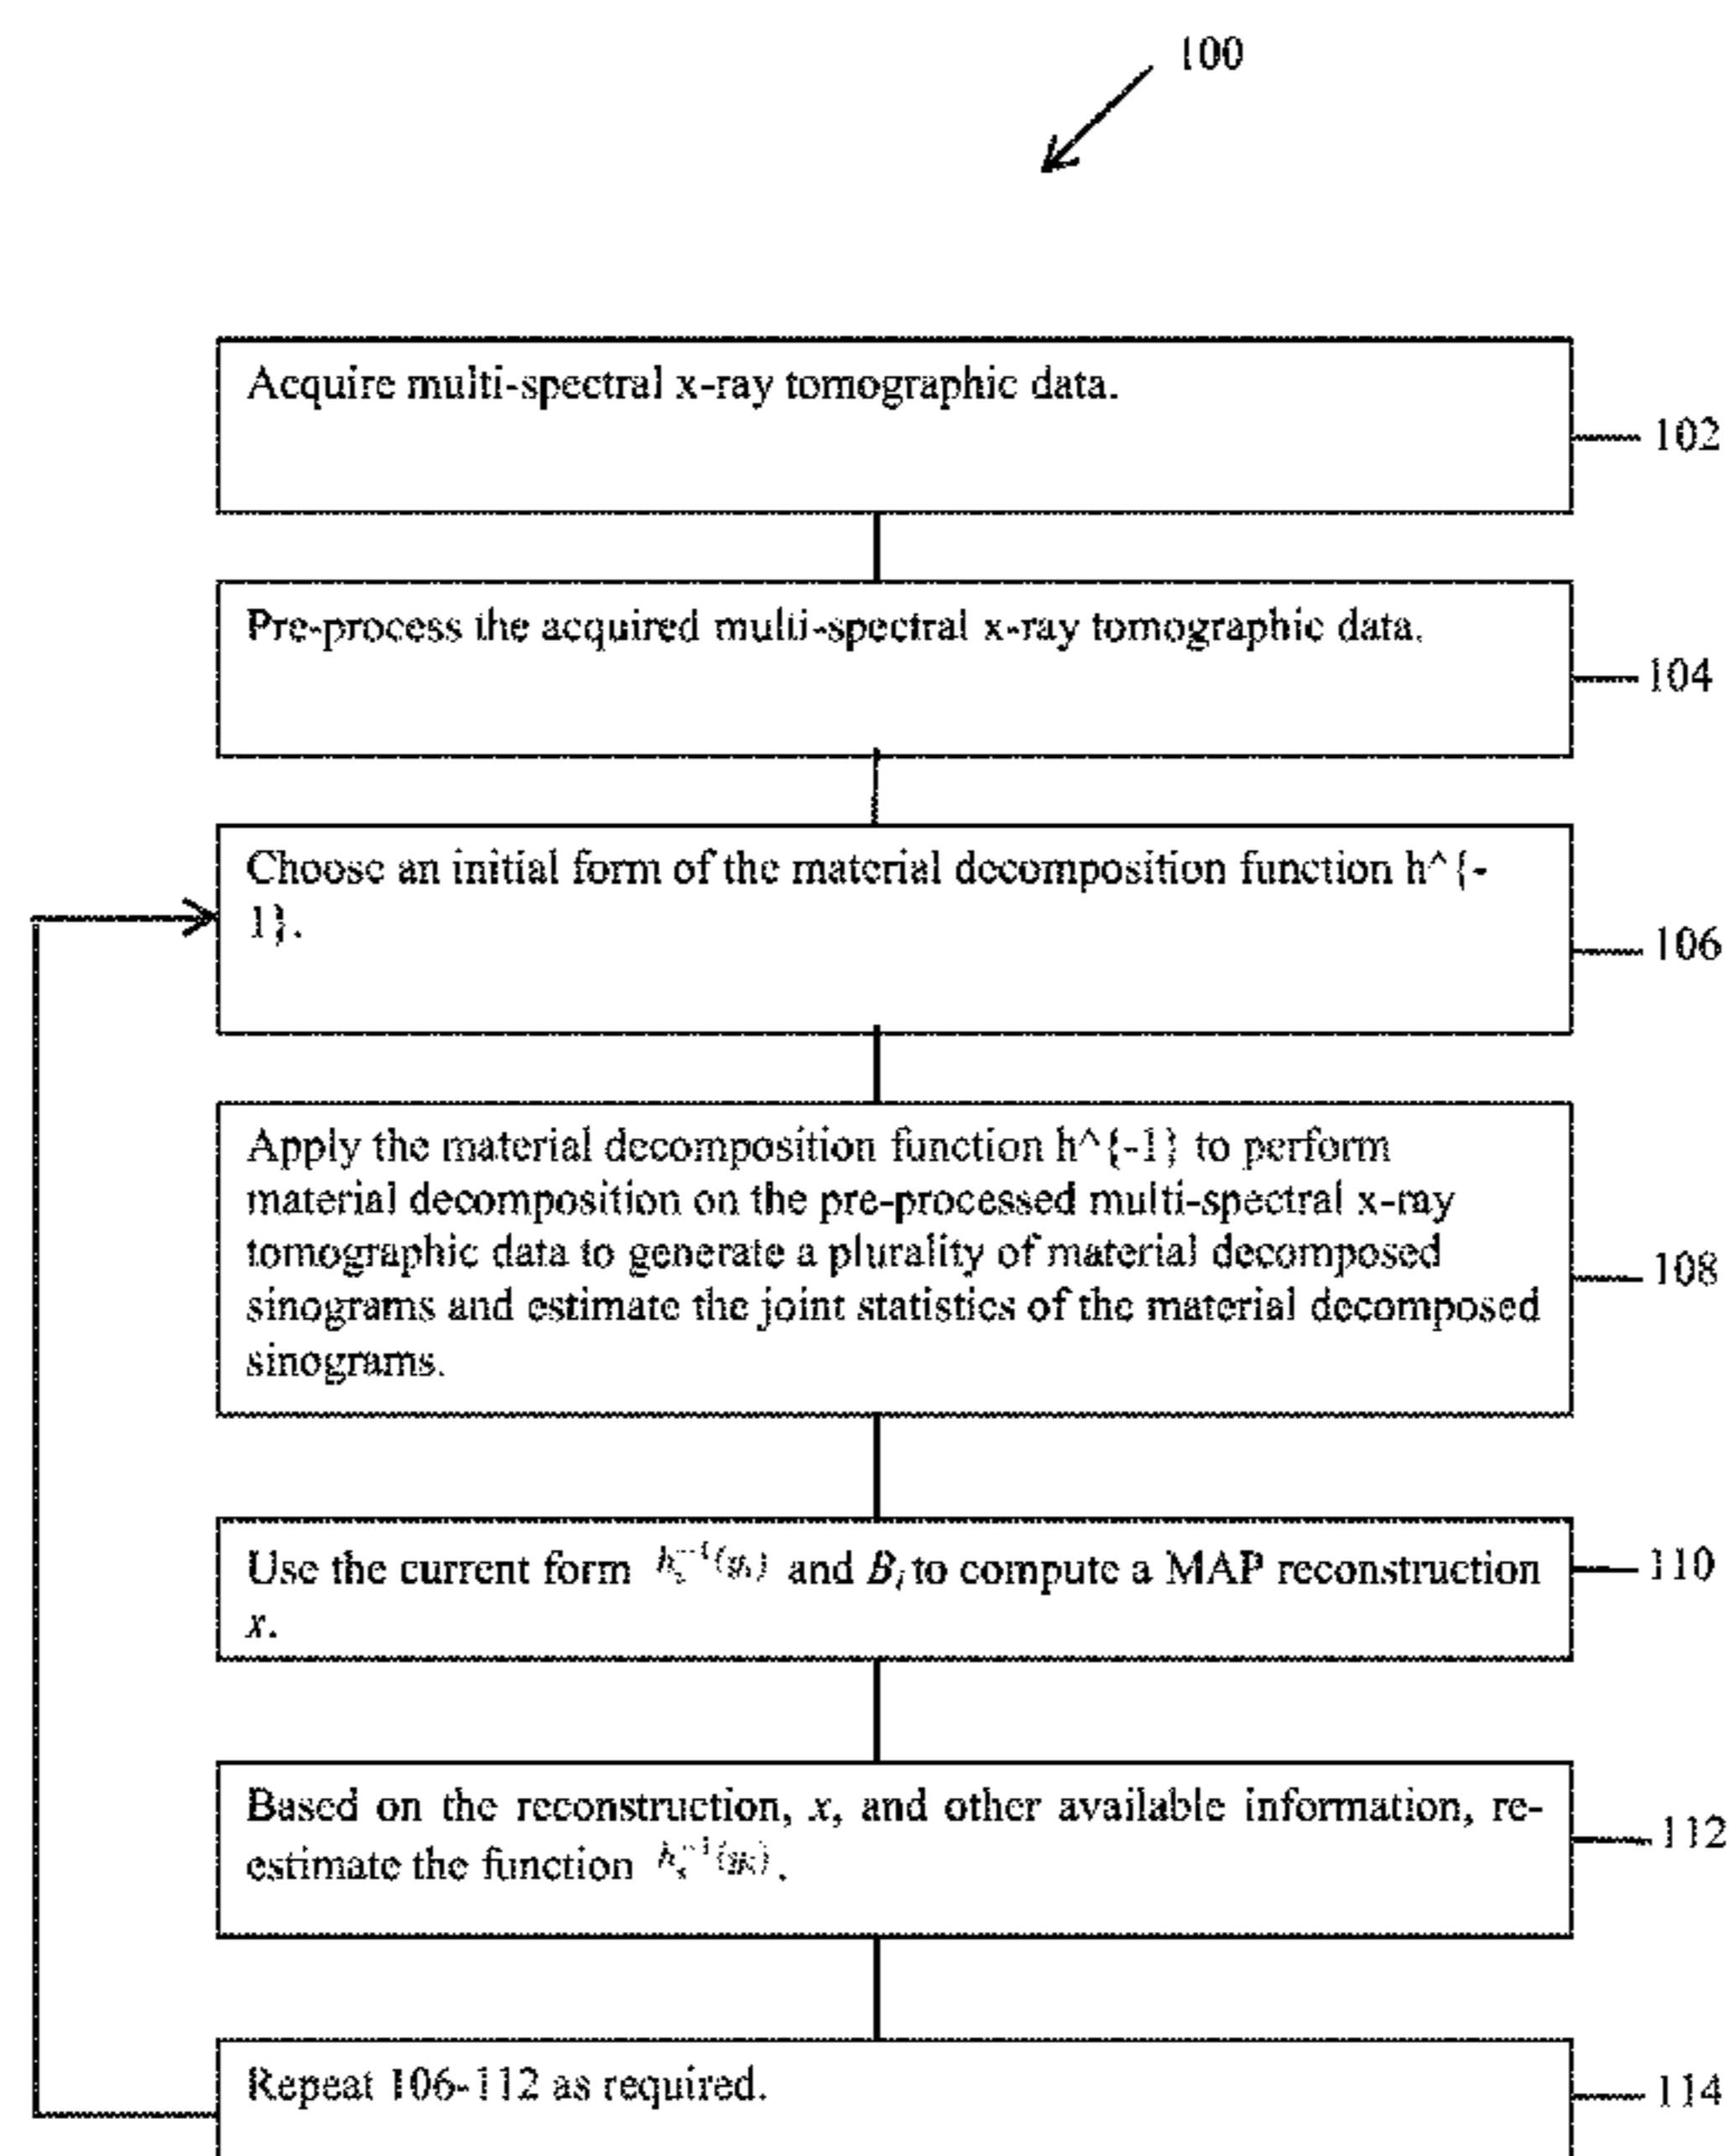 100
Acquire multi-spectral x-ray tomographic data.
102
Pre-process the acquired multi-spectral x-ray tomographic data.
104
Choose an initial form of the material decomposition function h^{-
1}.
106
Apply the material decomposition function h^{-1} to perform
material decomposition on the pre-processed multi-spectral x-ray
tomographic data to generate a plurality of material decomposed
sinograms and estimate the joint statistics of the material decomposed
sinograms.
108
Use the current form and B_i to compute a MAP reconstruction
x.
110
Based on the reconstruction, x, and other available information, re-
estimate the function
112
Repeat 106-112 as required.
114